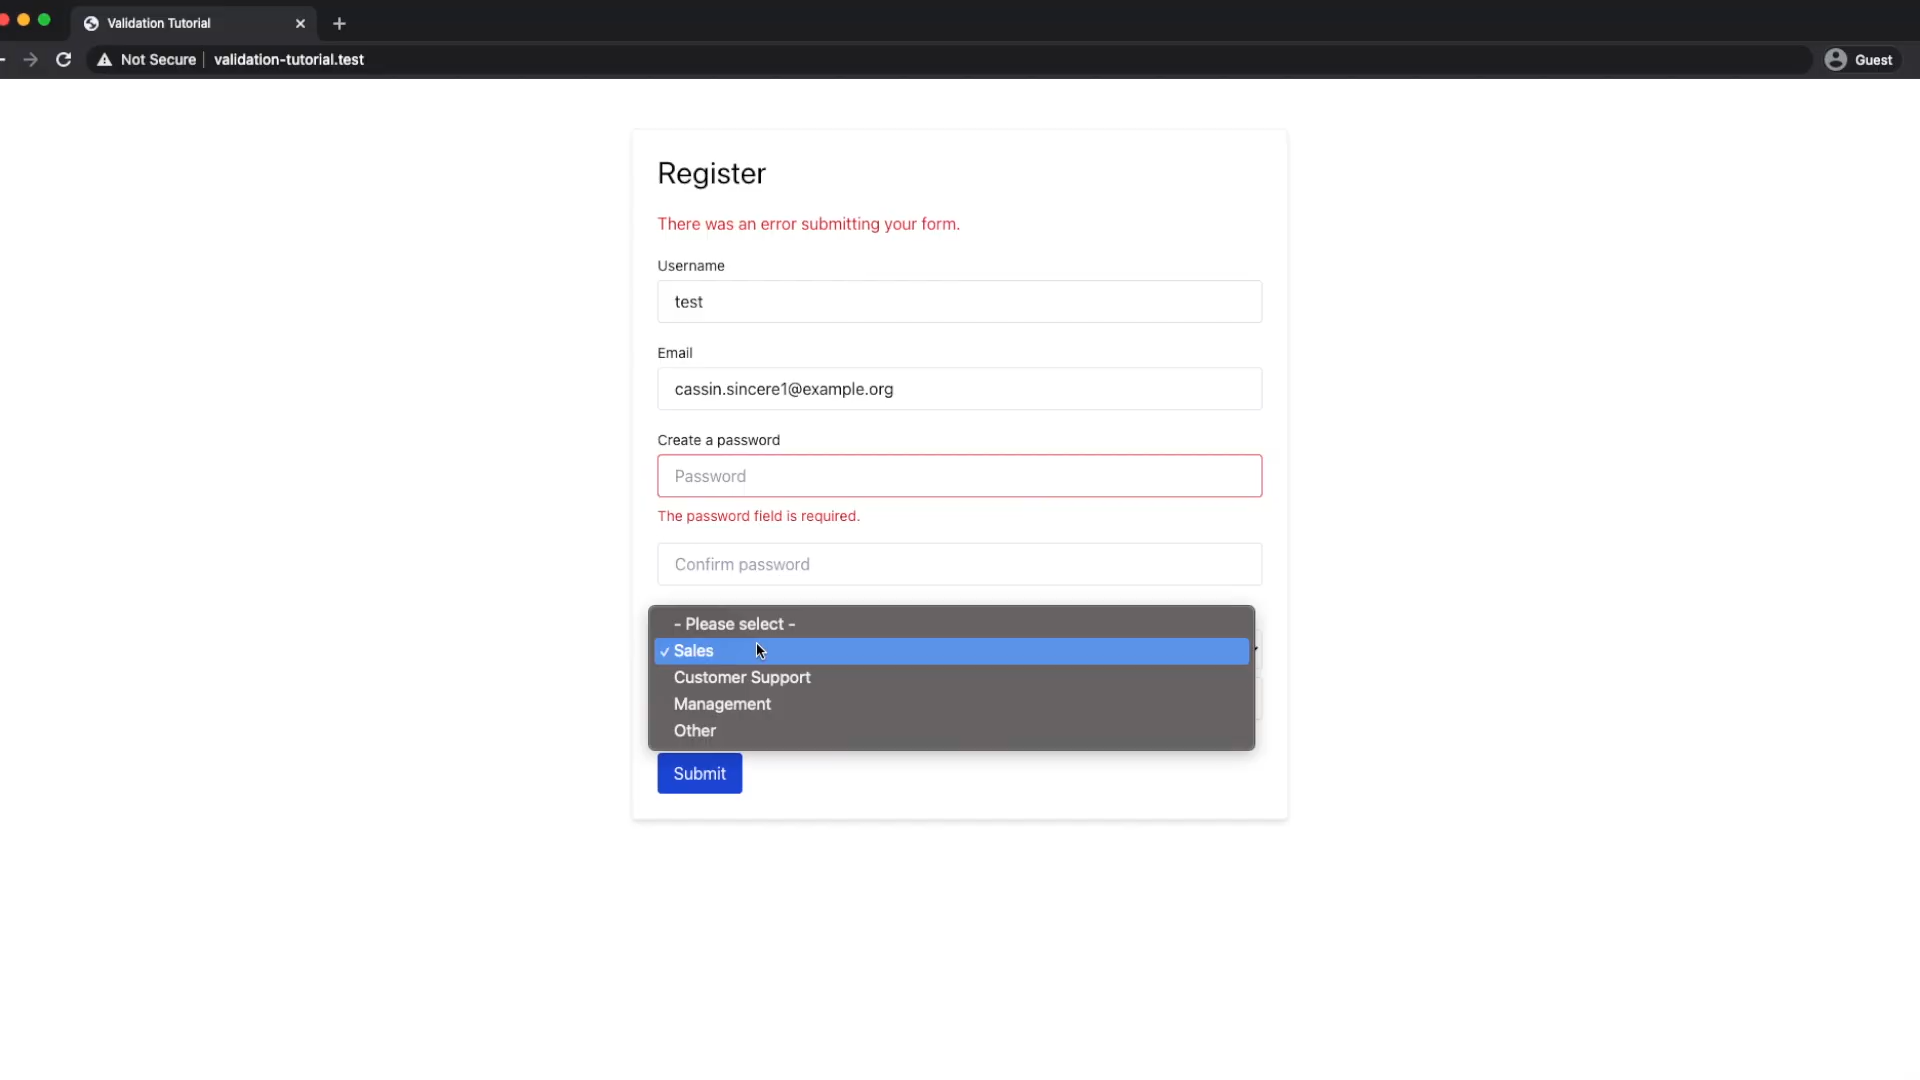 Validation Tutorial
Not Secure validation-tutorial.test
Guest
Register
There was an error submitting your form.
Username
test
Email
cassin.sincere1@example.org
Create a password
Password
The password field is required.
Confirm password
- Please select -
✓ Sales
Customer Support
Management
Other
Submit